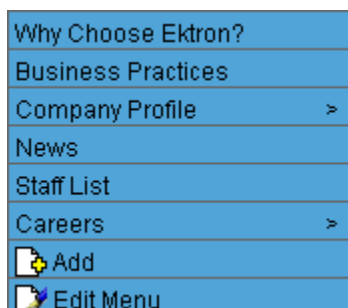 Why Choose Ektron?
Business Practices
Company Profile >
News
Staff List
Careers >
Add
Edit Menu